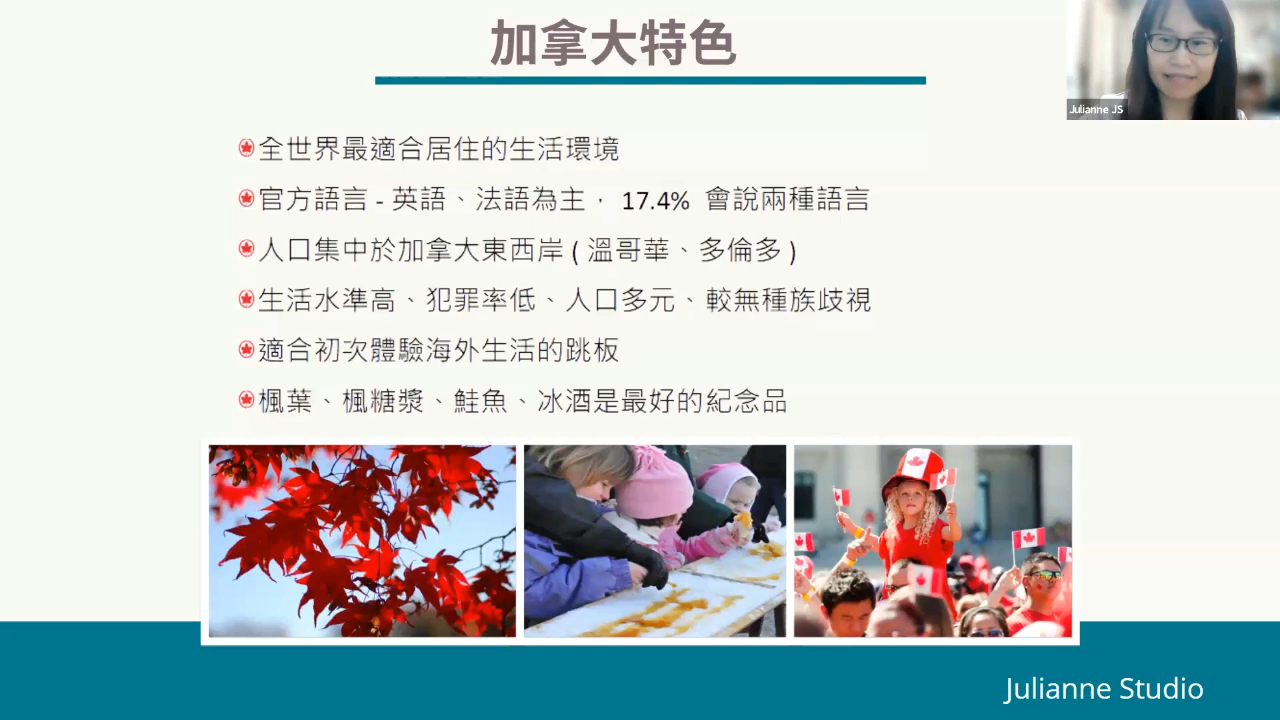 加拿大特色
Julianne JS
全世界最適合居住的生活環境
官方語言 - 英語、法語為主， 17.4% 會說兩種語言
人口集中於加拿大東西岸 ( 溫哥華、多倫多 )
生活水準高、犯罪率低、人口多元、較無種族歧視
適合初次體驗海外生活的跳板
楓葉、楓糖漿、鮭魚、冰酒是最好的紀念品
Julianne Studio